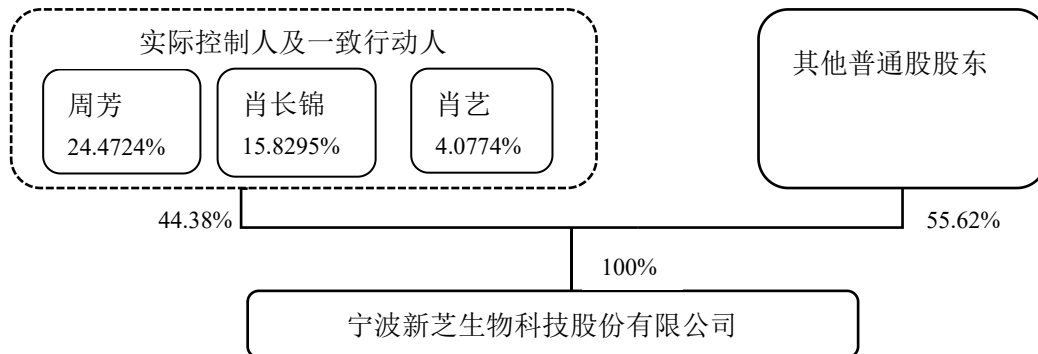 实际控制人及一致行动人
周芳
24.4724%
肖长锦
15.8295%
肖艺
4.0774%
其他普通股股东
44.38%
55.62%
100%
宁波新芝生物科技股份有限公司